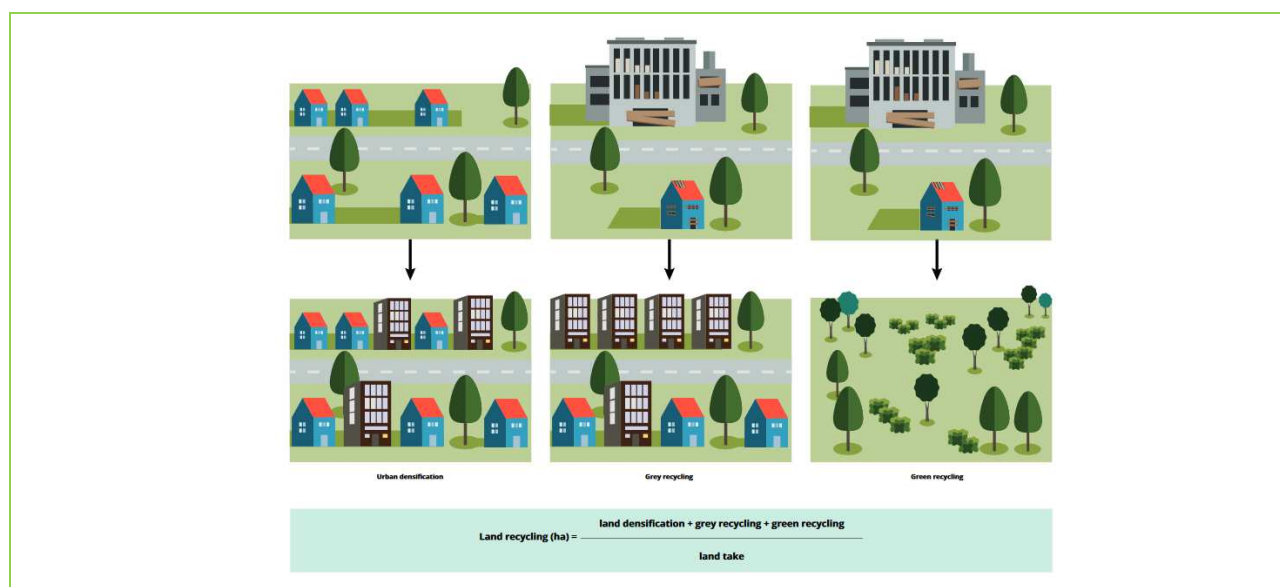 Urban densification
Grey recycling
Green recycling
land densification + grey recycling + green recycling
Land recycling (ha) =
land take